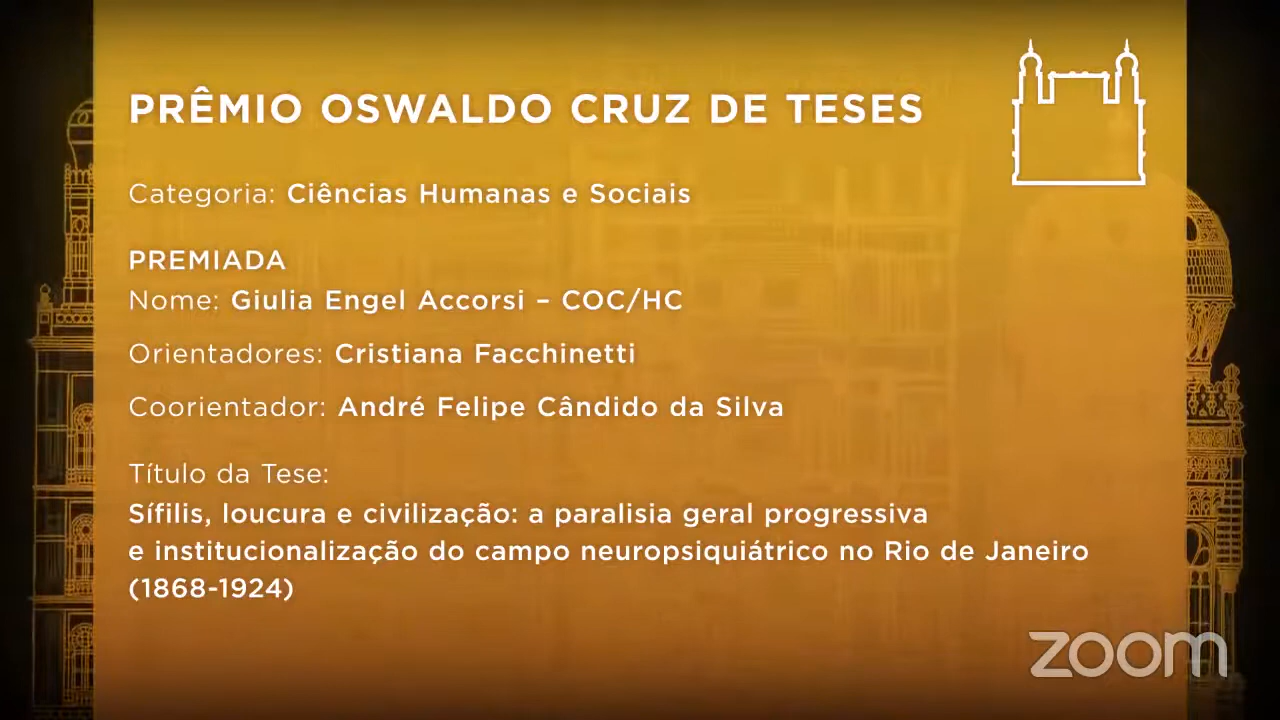 PRÊMIO OSWALDO CRUZ DE TESES
Categoria: Ciências Humanas e Sociais
PREMIADA
Nome: Giulia Engel Accorsi – COC/HC
Orientadores: Cristiana Facchinetti
Coorientador: André Felipe Cândido da Silva
Título da Tese:
Sífilis, loucura e civilização: a paralisia geral progressiva
e institucionalização do campo neuropsiquiátrico no Rio de Janeiro
(1868-1924)
zoom